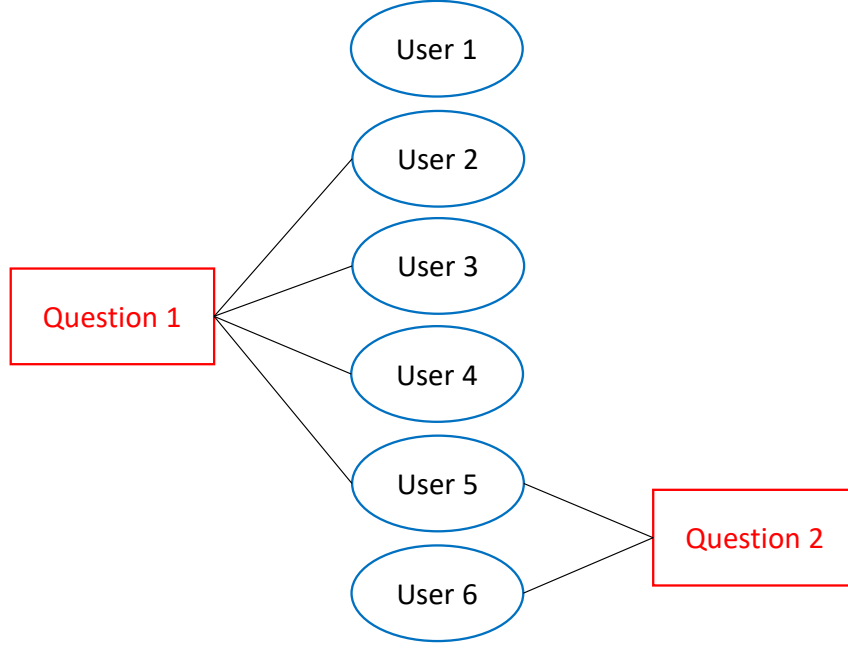 User 1
User 2
User 3
Question 1
User 4
User 5
Question 2
User 6